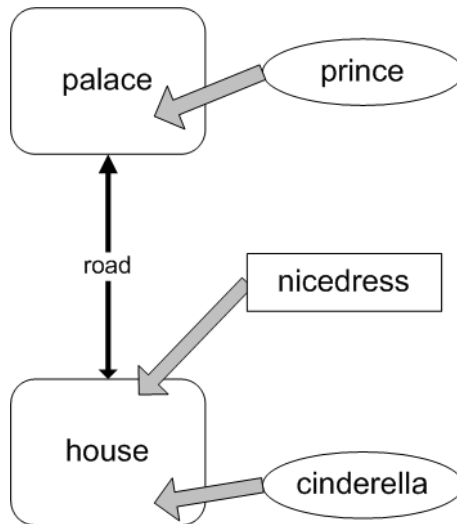 palace
prince
road
nicedress
house
cinderella